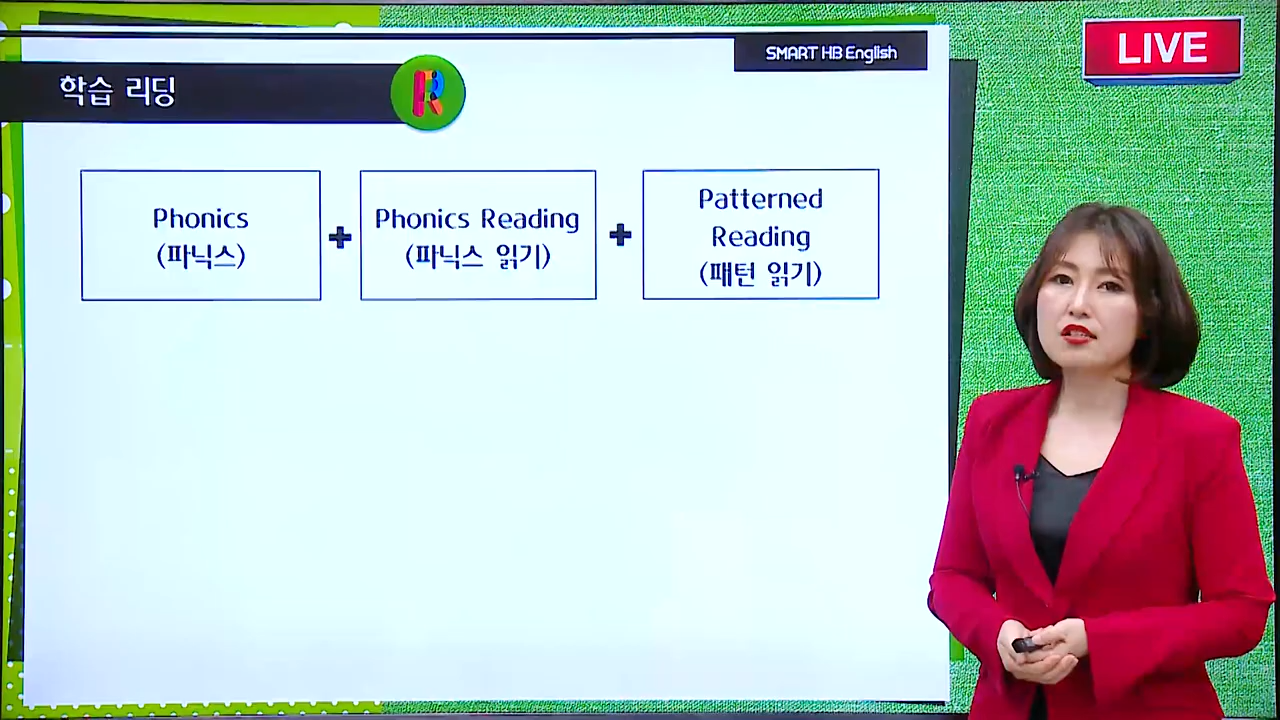 SMART HB English
LIVE
학습 리딩
R
Phonics
(파닉스)
+
Phonics Reading
(파닉스 읽기)
+
Patterned
Reading
(패턴 읽기)